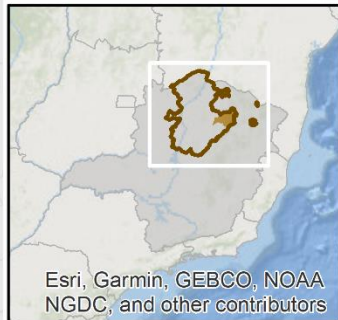 Esri, Garmin, GEBCO, NOAA
NGDC, and other contributors